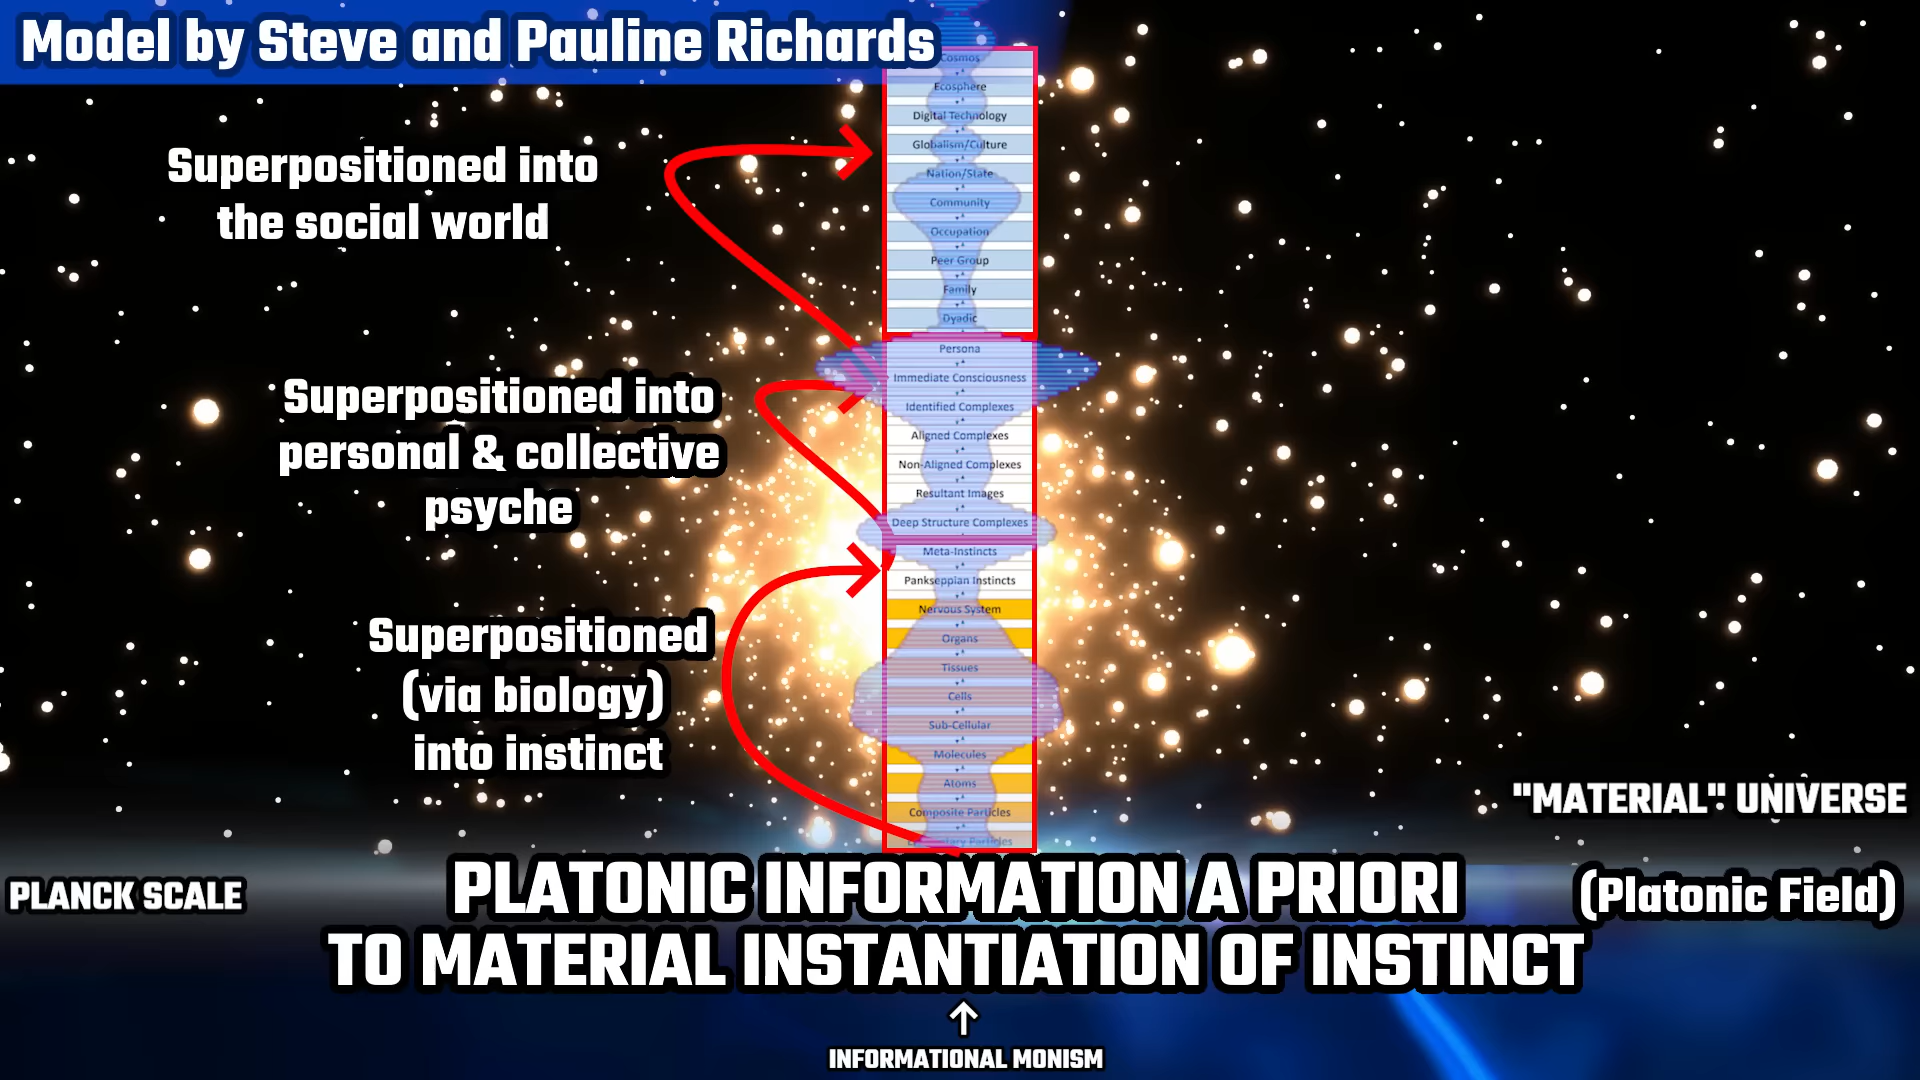 Model by Steve and Pauline Richards
Cosmos
Ecosphere
Digital Technology
Globalism/Culture
Nation/State
Community
Occupation
Peer Group
Family
Dyadic
Persona
Immediate Consciousness
Identified Complexes
Aligned Complexes
Non-Aligned Complexes
Resultant Images
Deep Structure Complexes
Meta-Instincts
Pankseppian Instincts
Nervous System
Organs
Tissues
Cells
Sub-Cellular
Molecules
Atoms
Composite Particles
Particles
Superpositioned into
the social world
Superpositioned into
personal & collective
psyche
Superpositioned
(via biology)
into instinct
"MATERIAL" UNIVERSE
PLANCK SCALE
(Platonic Field)
PLATONIC INFORMATION A PRIORI
TO MATERIAL INSTANTIATION OF INSTINCT
INFORMATIONAL MONISM